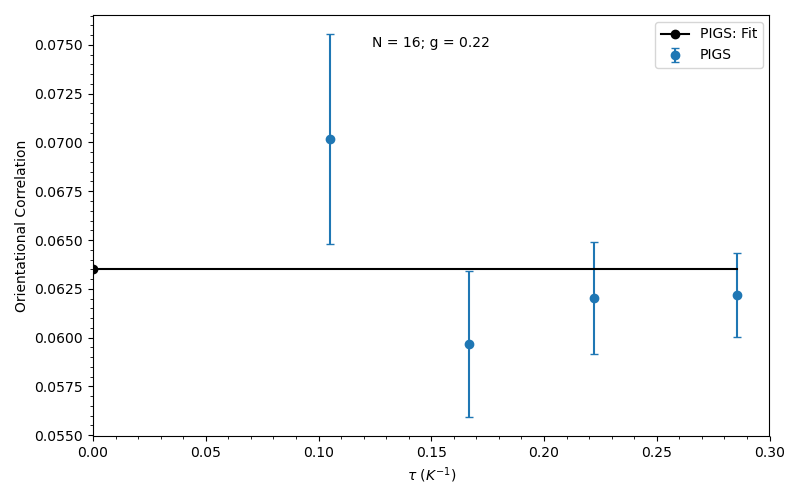 N = 16; g = 0.22
PIGS: Fit
PIGS
Orientational Correlation
0.0750
0.0725
0.0700
0.0675
0.0650
0.0625
0.0600
0.0575
0.0550
0.00 0.05 0.10 0.15 0.20 0.25 0.30
τ (K⁻¹)